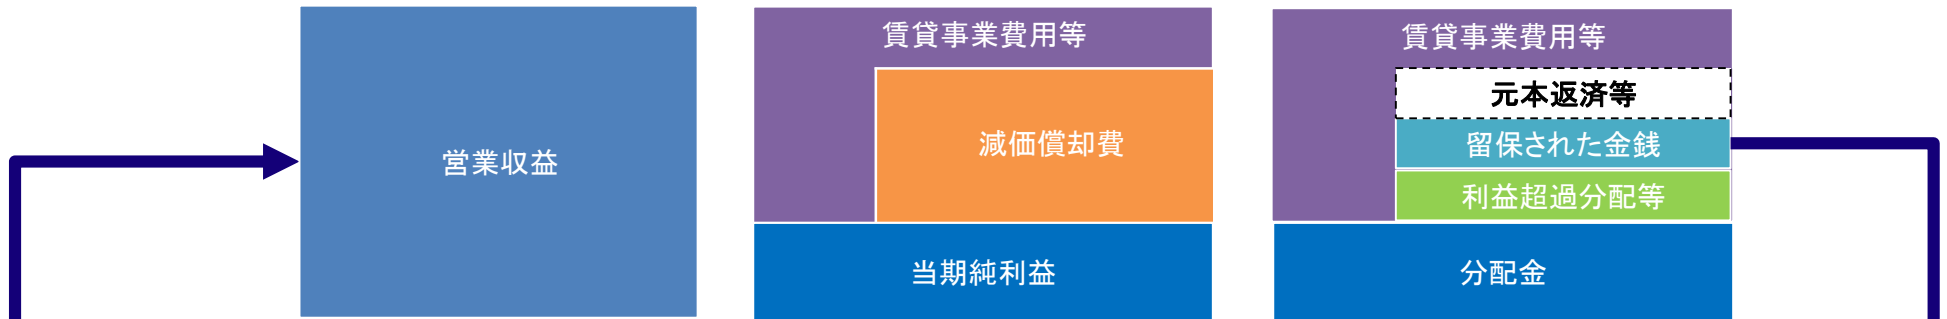 営業収益
賃貸事業費用等
減価償却費
当期純利益
賃貸事業費用等
元本返済等
留保された金銭
利益超過分配等
分配金